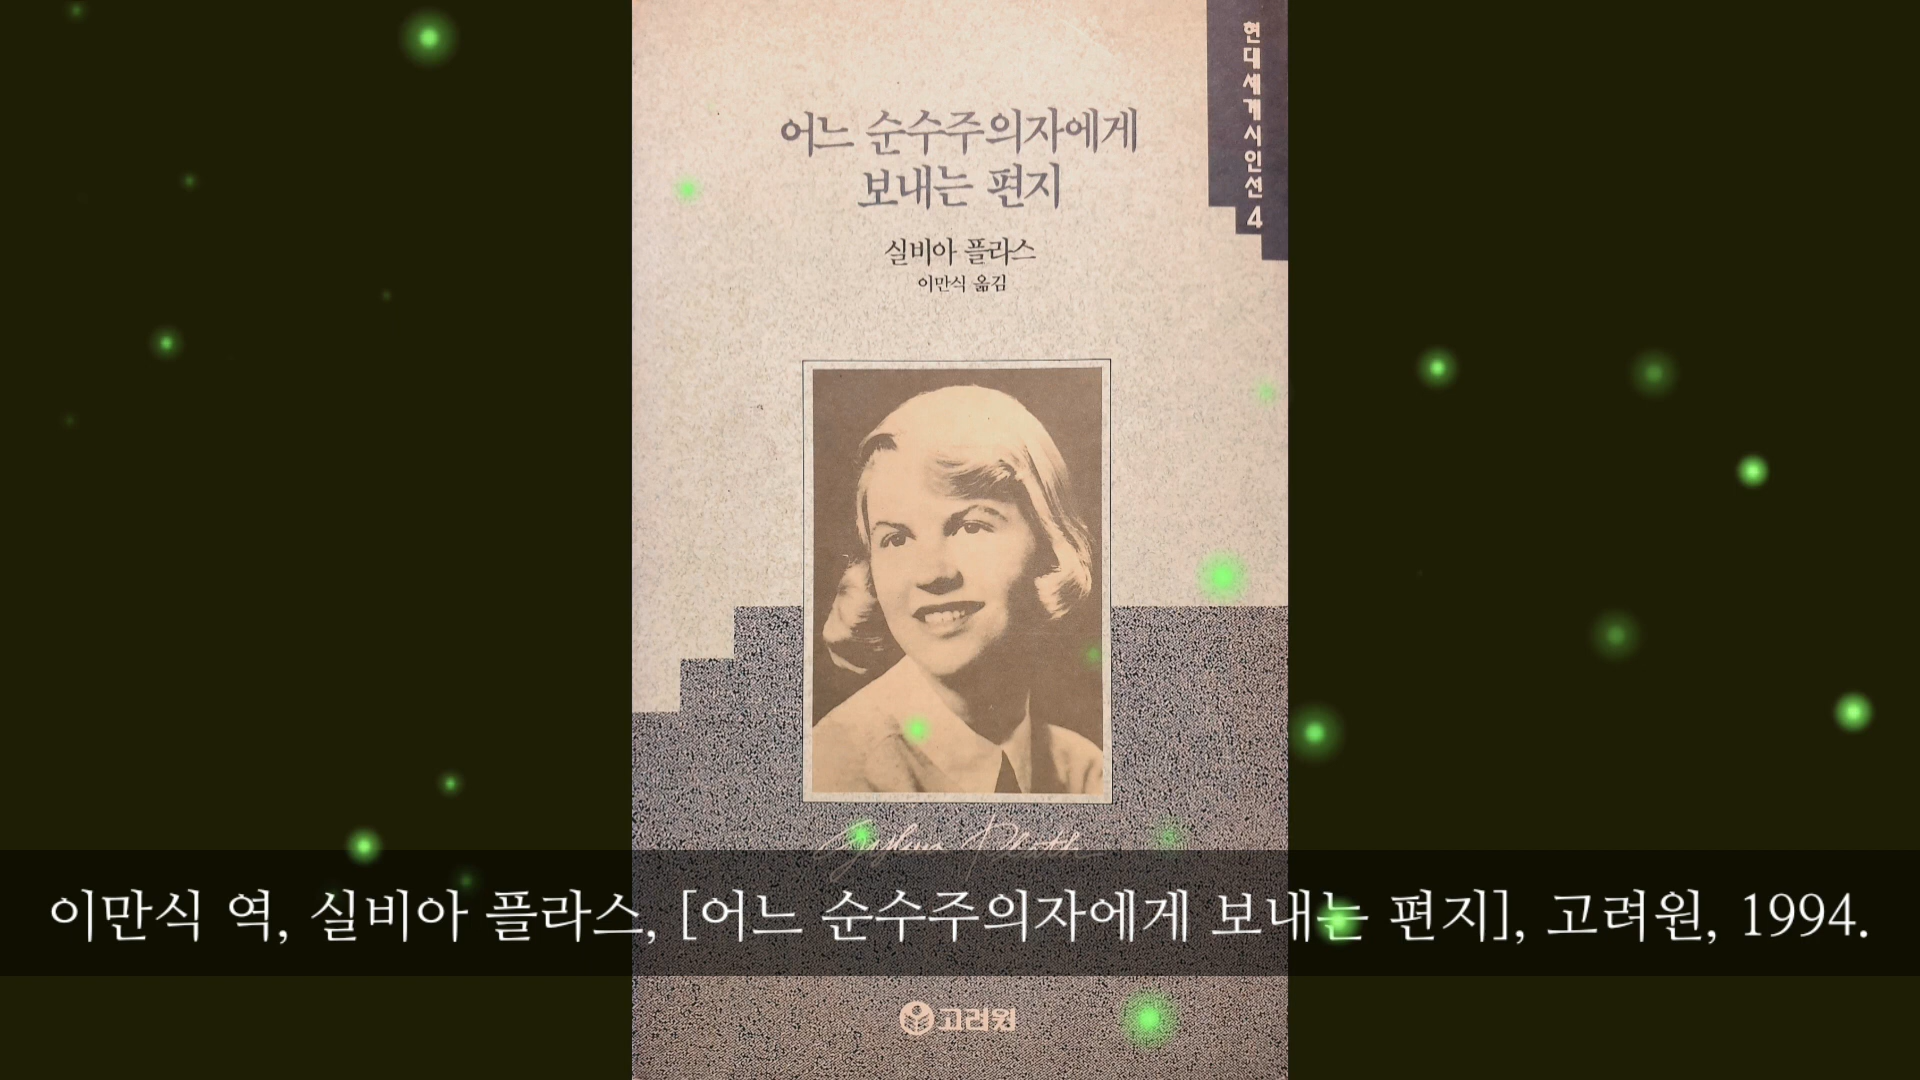 현대세계시인선 4
어느 순수주의자에게
보내는 편지
실비아 플라스
이만식 옮김
Sylvia Plath
이만식 역, 실비아 플라스, [어느 순수주의자에게 보내는 편지], 고려원, 1994.
고려원